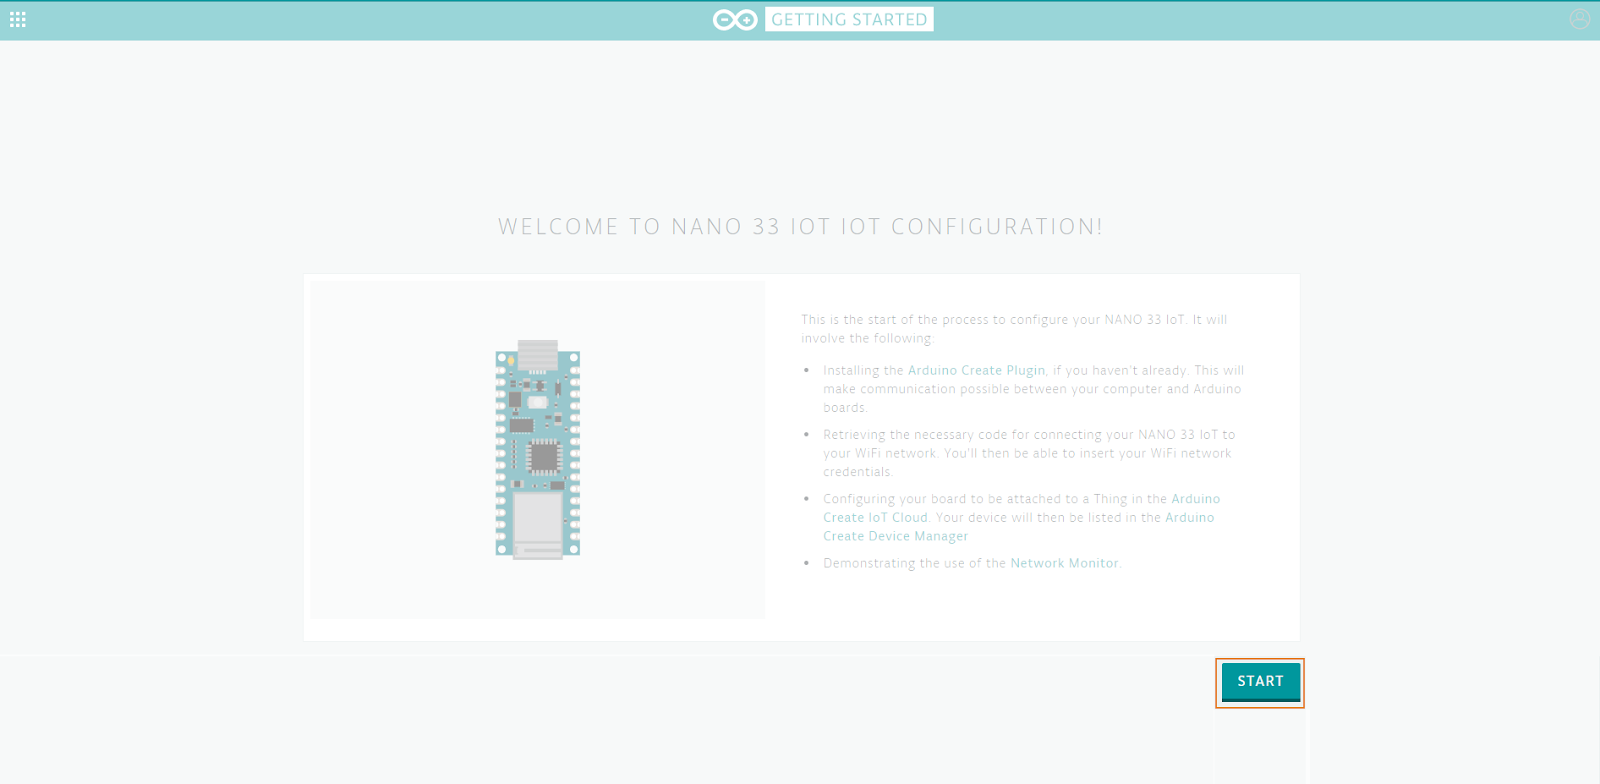 GETTING STARTED
WELCOME TO NANO 33 IOT IOT CONFIGURATION!
This is the start of the process to configure your NANO 33 IoT. It will
involve the following:
Installing the Arduino Create Plugin, if you haven't already. This will
make communication possible between your computer and Arduino
boards.
Retrieving the necessary code for connecting your NANO 33 IoT to
your WiFi network. You'll then be able to insert your WiFi network
credentials.
Configuring your board to be attached to a Thing in the Arduino
Create IoT Cloud. Your device will then be listed in the Arduino
Create Device Manager
Demonstrating the use of the Network Monitor.
START